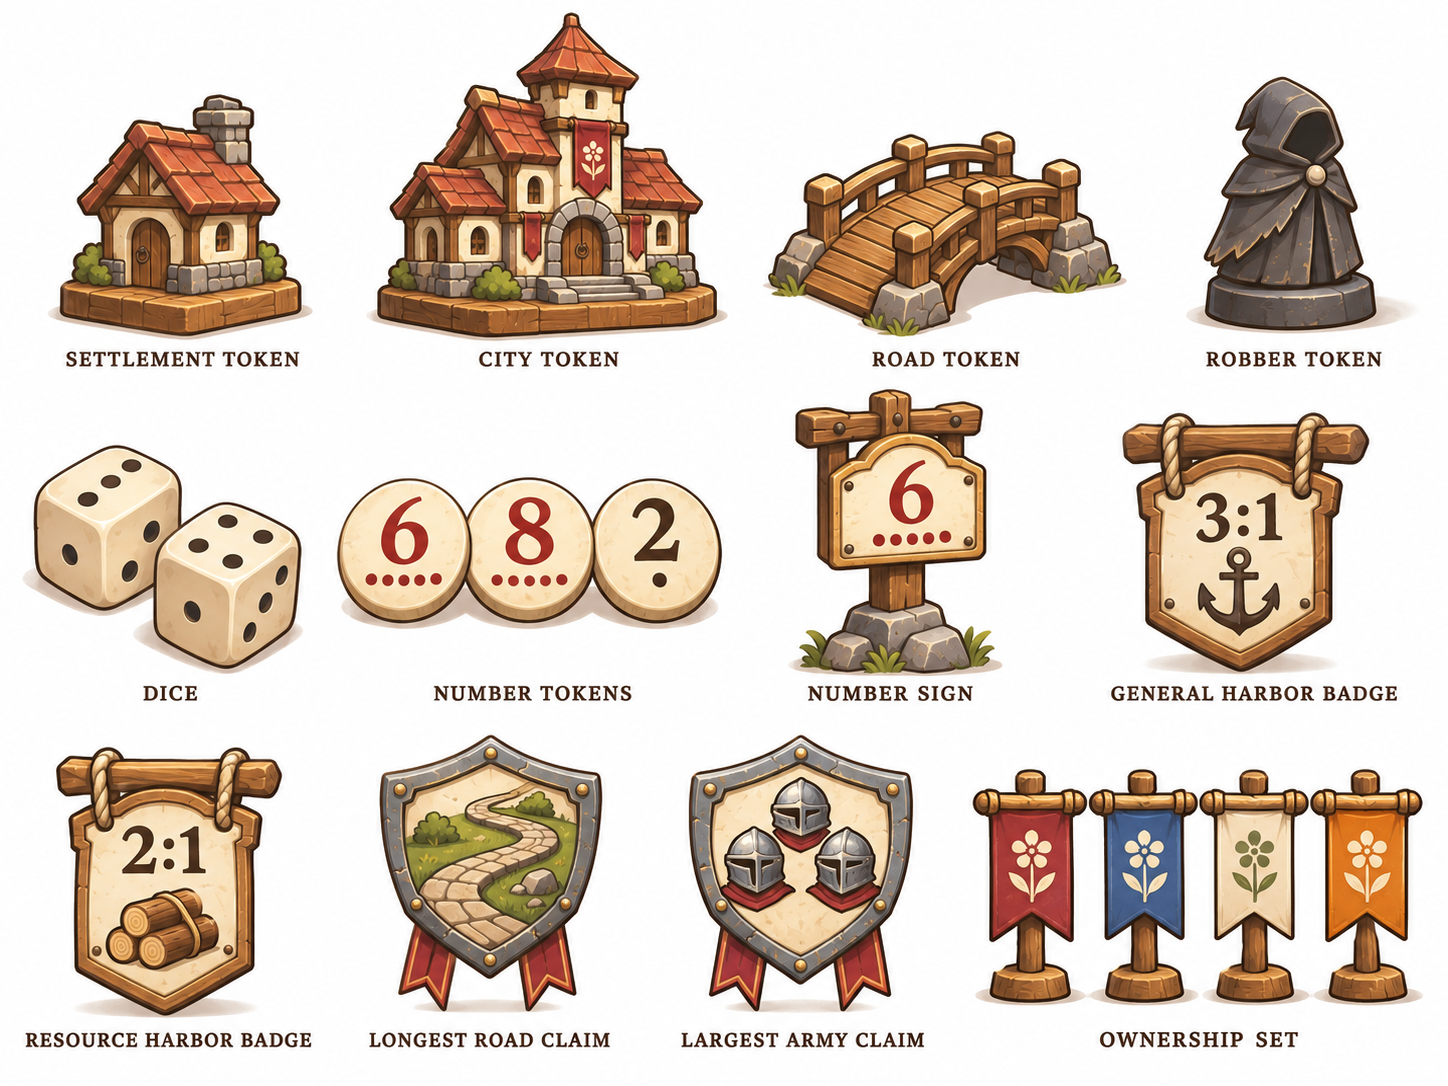 SETTLEMENT TOKEN
CITY TOKEN
ROAD TOKEN
ROBBER TOKEN
6
8
2
6
3:1
DICE
NUMBER TOKENS
NUMBER SIGN
GENERAL HARBOR BADGE
2:1
RESOURCE HARBOR BADGE
LONGEST ROAD CLAIM
LARGEST ARMY CLAIM
OWNERSHIP SET